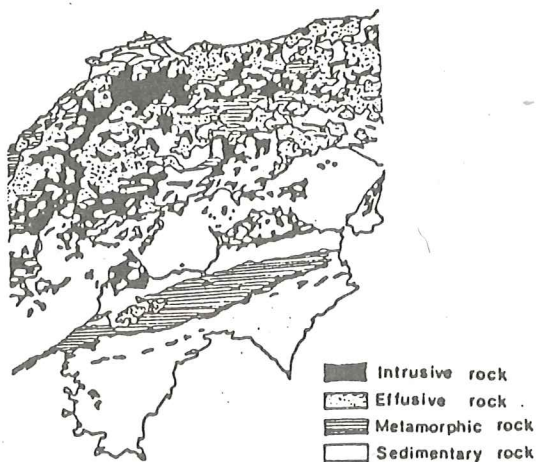 Intrusive rock
Effusive rock
Metamorphic rock
Sedimentary rock